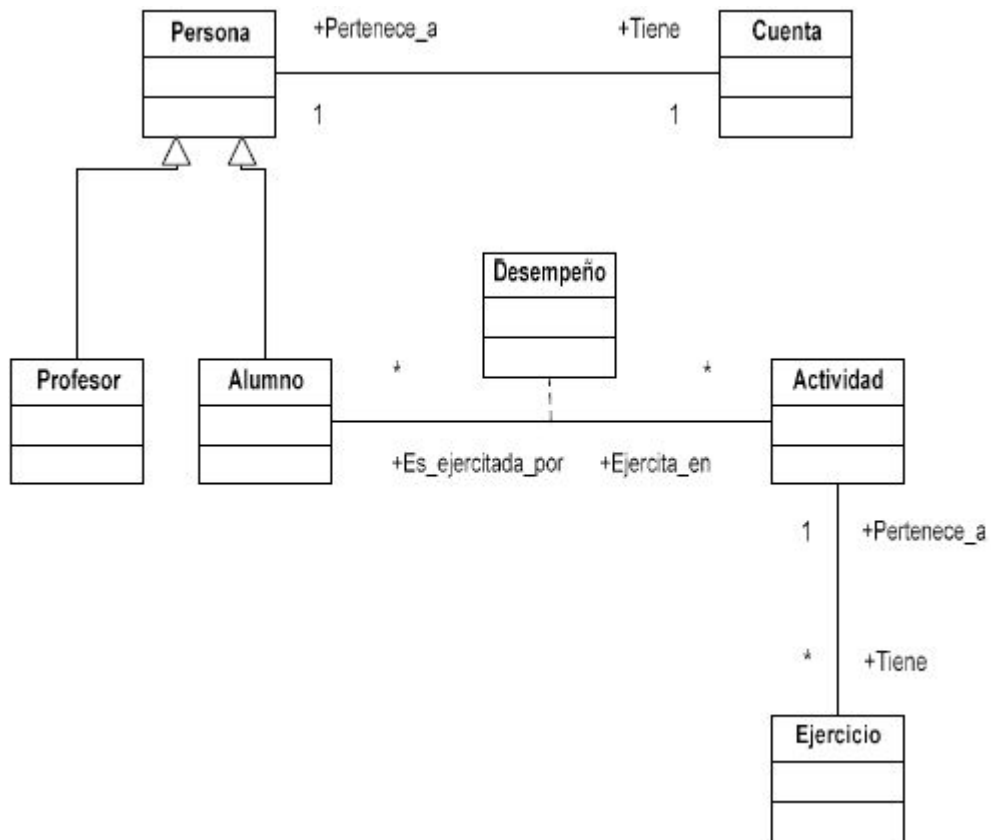 Persona
+Pertenece_a
+Tiene
Cuenta
1
1
Desempeño
Profesor
Alumno
*
*
Actividad
+Es_ejercitada_por
+Ejercita_en
1
+Pertenece_a
*
+Tiene
Ejercicio